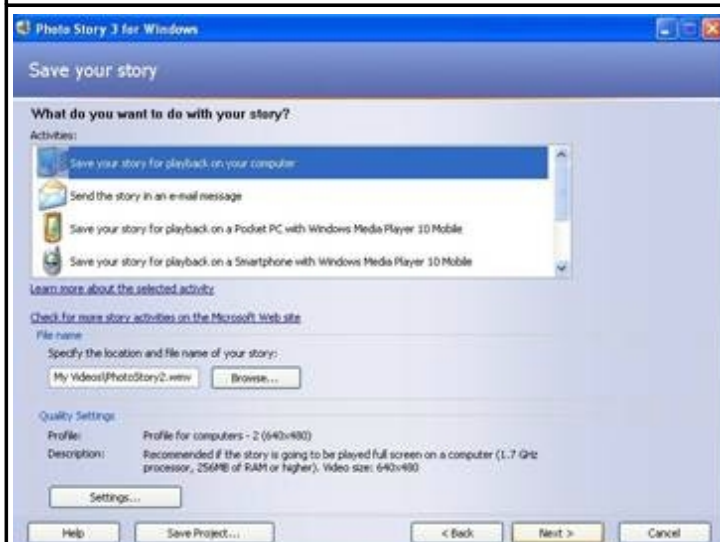 Photo Story 3 for Windows
Save your story
What do you want to do with your story?
Activities:
Save your story for playback on your computer
Send the story in an e-mail message
Save your story for playback on a Pocket PC with Windows Media Player 10 Mobile
Save your story for playback on a Smartphone with Windows Media Player 10 Mobile
Learn more about the selected activity
Check for more story activities on the Microsoft Web site
File name
Specify the location and file name of your story:
My Videos\PhotoStory2.wmv Browse...
Quality Settings
Profile: Profile for computers - 2 (640x480)
Description: Recommended if the story is going to be played full screen on a computer (1.7 GHz
processor, 256MB of RAM or higher). Video size: 640x480
Settings...
Help Save Project... < Back Next > Cancel